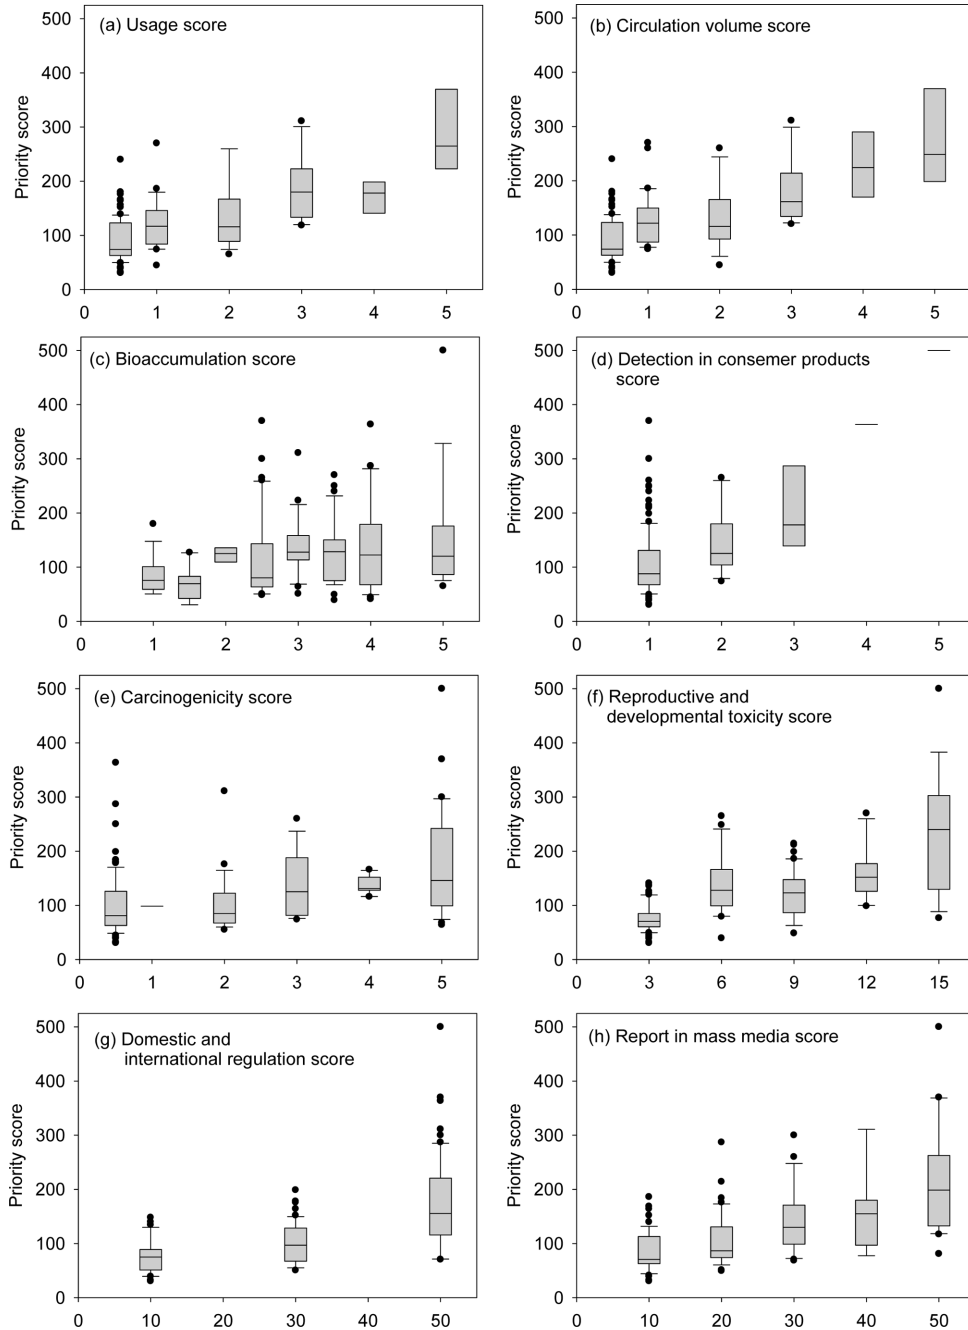 (a) Usage score
Priority score
500
400
300
200
100
0
0 1 2 3 4 5
(b) Circulation volume score
Priority score
500
400
300
200
100
0
0 1 2 3 4 5
(c) Bioaccumulation score
Priority score
500
400
300
200
100
0
0 1 2 3 4 5
(d) Detection in consemer products
score
Priroruty score
500
400
300
200
100
0
0 1 2 3 4 5
(e) Carcinogenicity score
Priority score
500
400
300
200
100
0
0 1 2 3 4 5
(f) Reproductive and
developmental toxicity score
Priority score
500
400
300
200
100
0
0 3 6 9 12 15
(g) Domestic and
international regulation score
Priority score
500
400
300
200
100
0
0 10 20 30 40 50
(h) Report in mass media score
Priority score
500
400
300
200
100
0
0 10 20 30 40 50